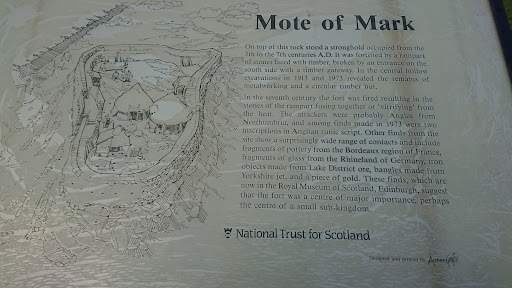 Mote of Mark
On top of this rock stood a stronghold occupied from the
5th to the 7th centuries A.D. It was fortified by a rampart
of stones laced with timber, broken by an entrance on the
south side with a timber gateway. In the central hollow
excavations in 1913 and 1973 revealed the remains of
metalworking and a circular timber hut.
In the seventh century the fort was fired resulting in the
stones of the rampart fusing together or 'vitrifying' from
the heat. The attackers were probably Angles from
Northumbria, and among finds made in 1973 were two
inscriptions in Anglian runic script. Other finds from the
site show a surprisingly wide range of contacts and include
fragments of pottery from the Bordeaux region of France,
fragments of glass from the Rhineland of Germany, iron
objects made from Lake District ore, bangles made from
Yorkshire jet, and a piece of gold. These finds, which are
now in the Royal Museum of Scotland, Edinburgh, suggest
that the fort was a centre of major importance, perhaps
the centre of a small sub-kingdom.
National Trust for Scotland
Designed and printed by